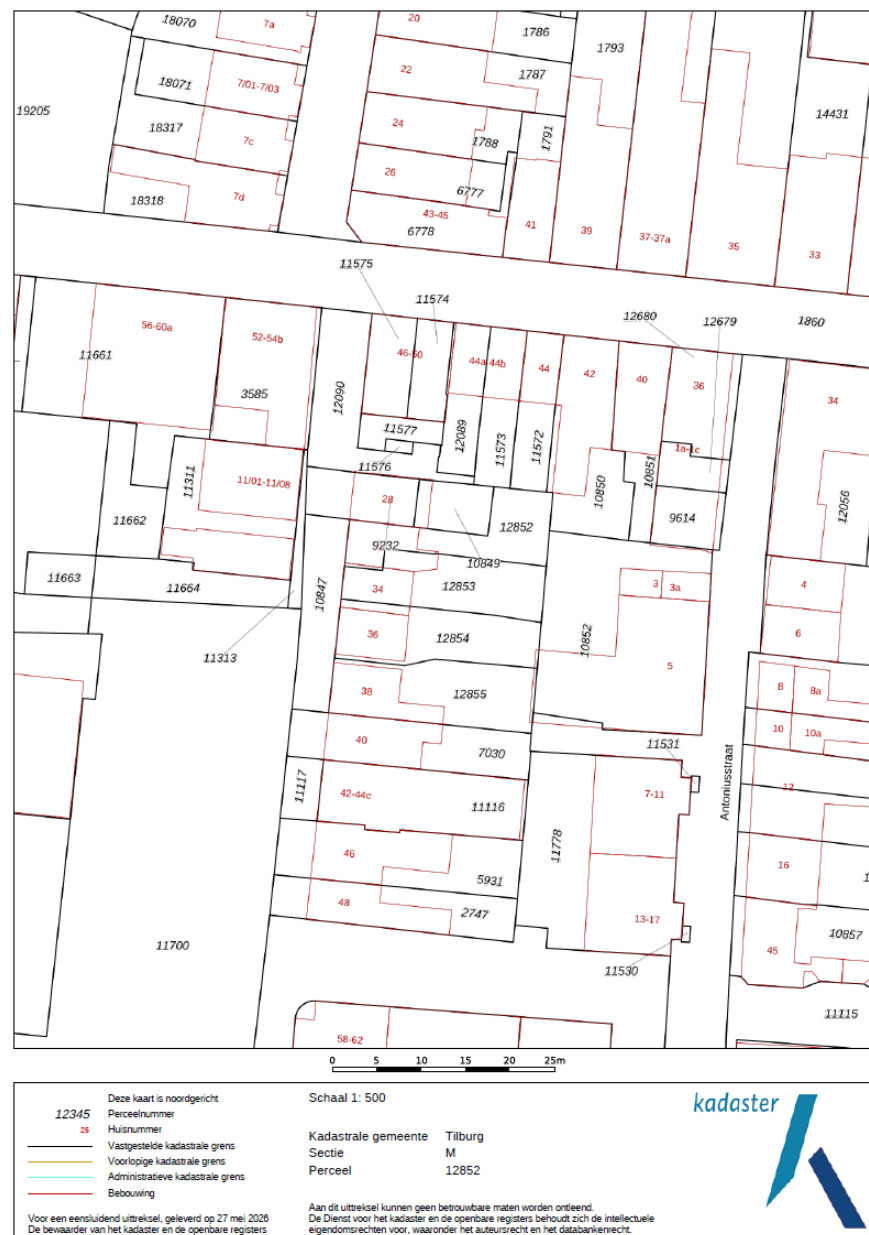 18070
7a
20
1786
1793
22
1787
18071
7/01-7/03
19205
14431
24
18317
7c
1788
1791
26
6777
18318
7d
43-45
6778
41
39
37-37a
35
33
11575
11574
12680
12679
1860
56-60a
52-54b
11661
46-50
44a-44b
44
42
40
36
34
3585
12090
11577
12089
11573
11572
1a-1c
11576
10850
10851
11311
11/01-11/08
28
9614
12056
11662
12852
9232
10849
11663
11664
10847
34
12853
3
3a
4
11313
36
12854
10852
6
5
38
12855
8
8a
40
7030
10
10a
11531
11117
42-44c
11116
7-11
Antoniusstraat
12
11778
46
5931
16
1
48
2747
13-17
10857
11700
45
11530
11115
58-62
0 5 10 15 20 25m
Deze kaart is noordgericht
12345 Perceelnummer
25 Huisnummer
Vastgestelde kadastrale grens
Voorlopige kadastrale grens
Administratieve kadastrale grens
Bebouwing
Voor een eensluidend uittreksel, geleverd op 27 mei 2026
De bewaarder van het kadaster en de openbare registers
Schaal 1: 500
Kadastrale gemeente Tilburg
Sectie M
Perceel 12852
Aan dit uittreksel kunnen geen betrouwbare maten worden ontleend.
De Dienst voor het kadaster en de openbare registers behoudt zich de intellectuele
eigendomsrechten voor, waaronder het auteursrecht en het databankenrecht.
kadaster